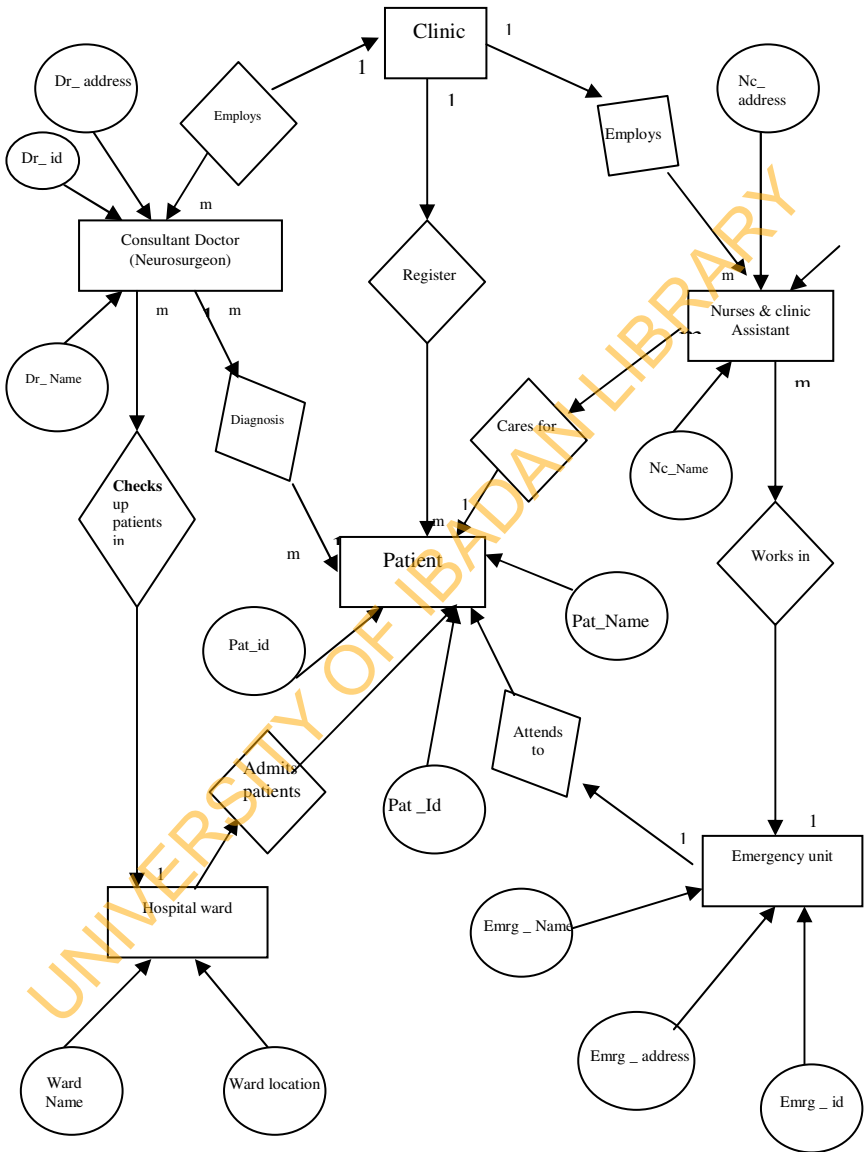 1
Clinic
1
1
1
Dr_ address
Employs
Nc_
address
Employs
Dr_ id
m
Consultant Doctor
(Neurosurgeon)
Register
m
m
1
m
Nurses & clinic
Assistant
m
m
Dr_ Name
Diagnosis
Cares for
Nc_Name
Checks
up
patients
in
1
m
1
m
Patient
Works in
Pat_id
Pat_Name
Attends
to
Admits
patients
Pat _Id
1
1
1
Emergency unit
Hospital ward
Emrg _ Name
Emrg _ address
Ward
Name
Ward location
Emrg _ id
UNIVERSITY OF IBADAN LIBRARY